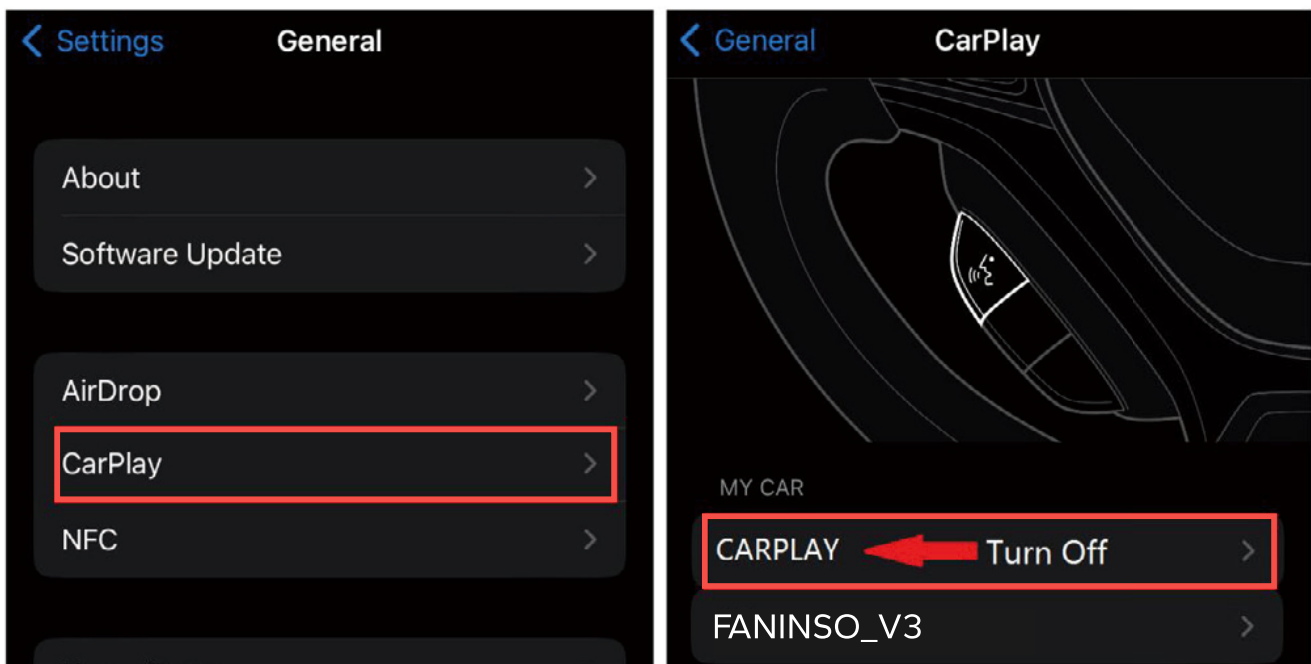 Settings
General
About
Software Update
AirDrop
CarPlay
NFC
General
CarPlay
MY CAR
CARPLAY Turn Off
FANINSO_V3